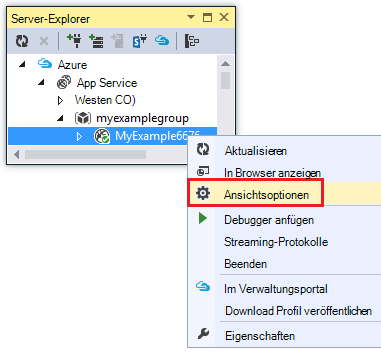 Server-Explorer
Azure
App Service
Westen CO)
myexamplegroup
MyExample6676
Aktualisieren
In Browser anzeigen
Ansichtsoptionen
Debugger anfügen
Streaming-Protokolle
Beenden
Im Verwaltungsportal
Download Profil veröffentlichen
Eigenschaften